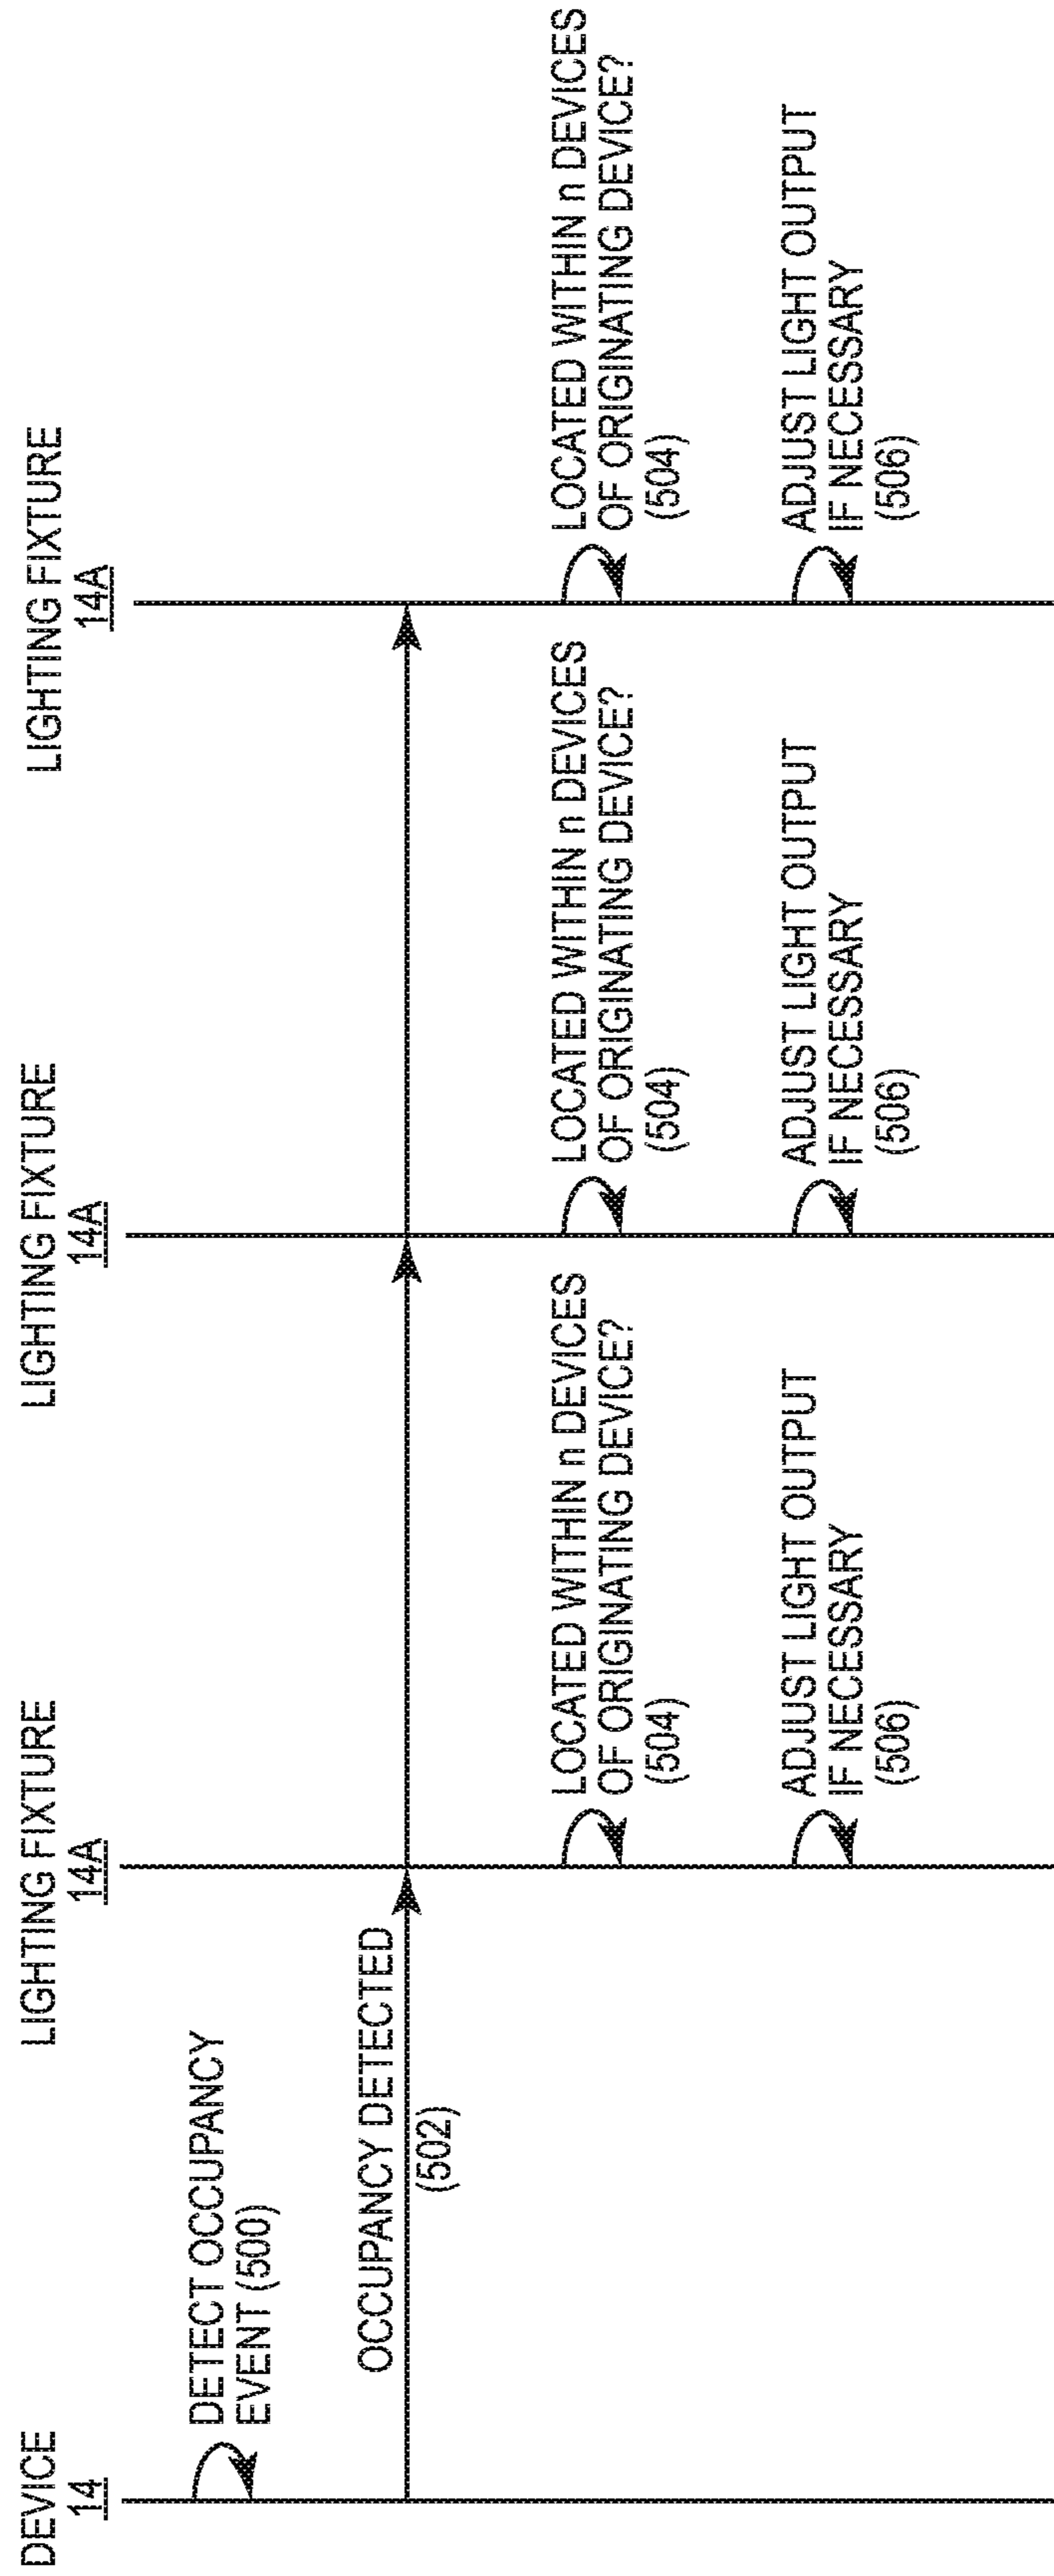 DEVICE
14
LIGHTING FIXTURE
14A
LIGHTING FIXTURE
14A
LIGHTING FIXTURE
14A
DETECT OCCUPANCY
EVENT (500)
OCCUPANCY DETECTED
(502)
LOCATED WITHIN n DEVICES
OF ORIGINATING DEVICE?
(504)
LOCATED WITHIN n DEVICES
OF ORIGINATING DEVICE?
(504)
LOCATED WITHIN n DEVICES
OF ORIGINATING DEVICE?
(504)
ADJUST LIGHT OUTPUT
IF NECESSARY
(506)
ADJUST LIGHT OUTPUT
IF NECESSARY
(506)
ADJUST LIGHT OUTPUT
IF NECESSARY
(506)